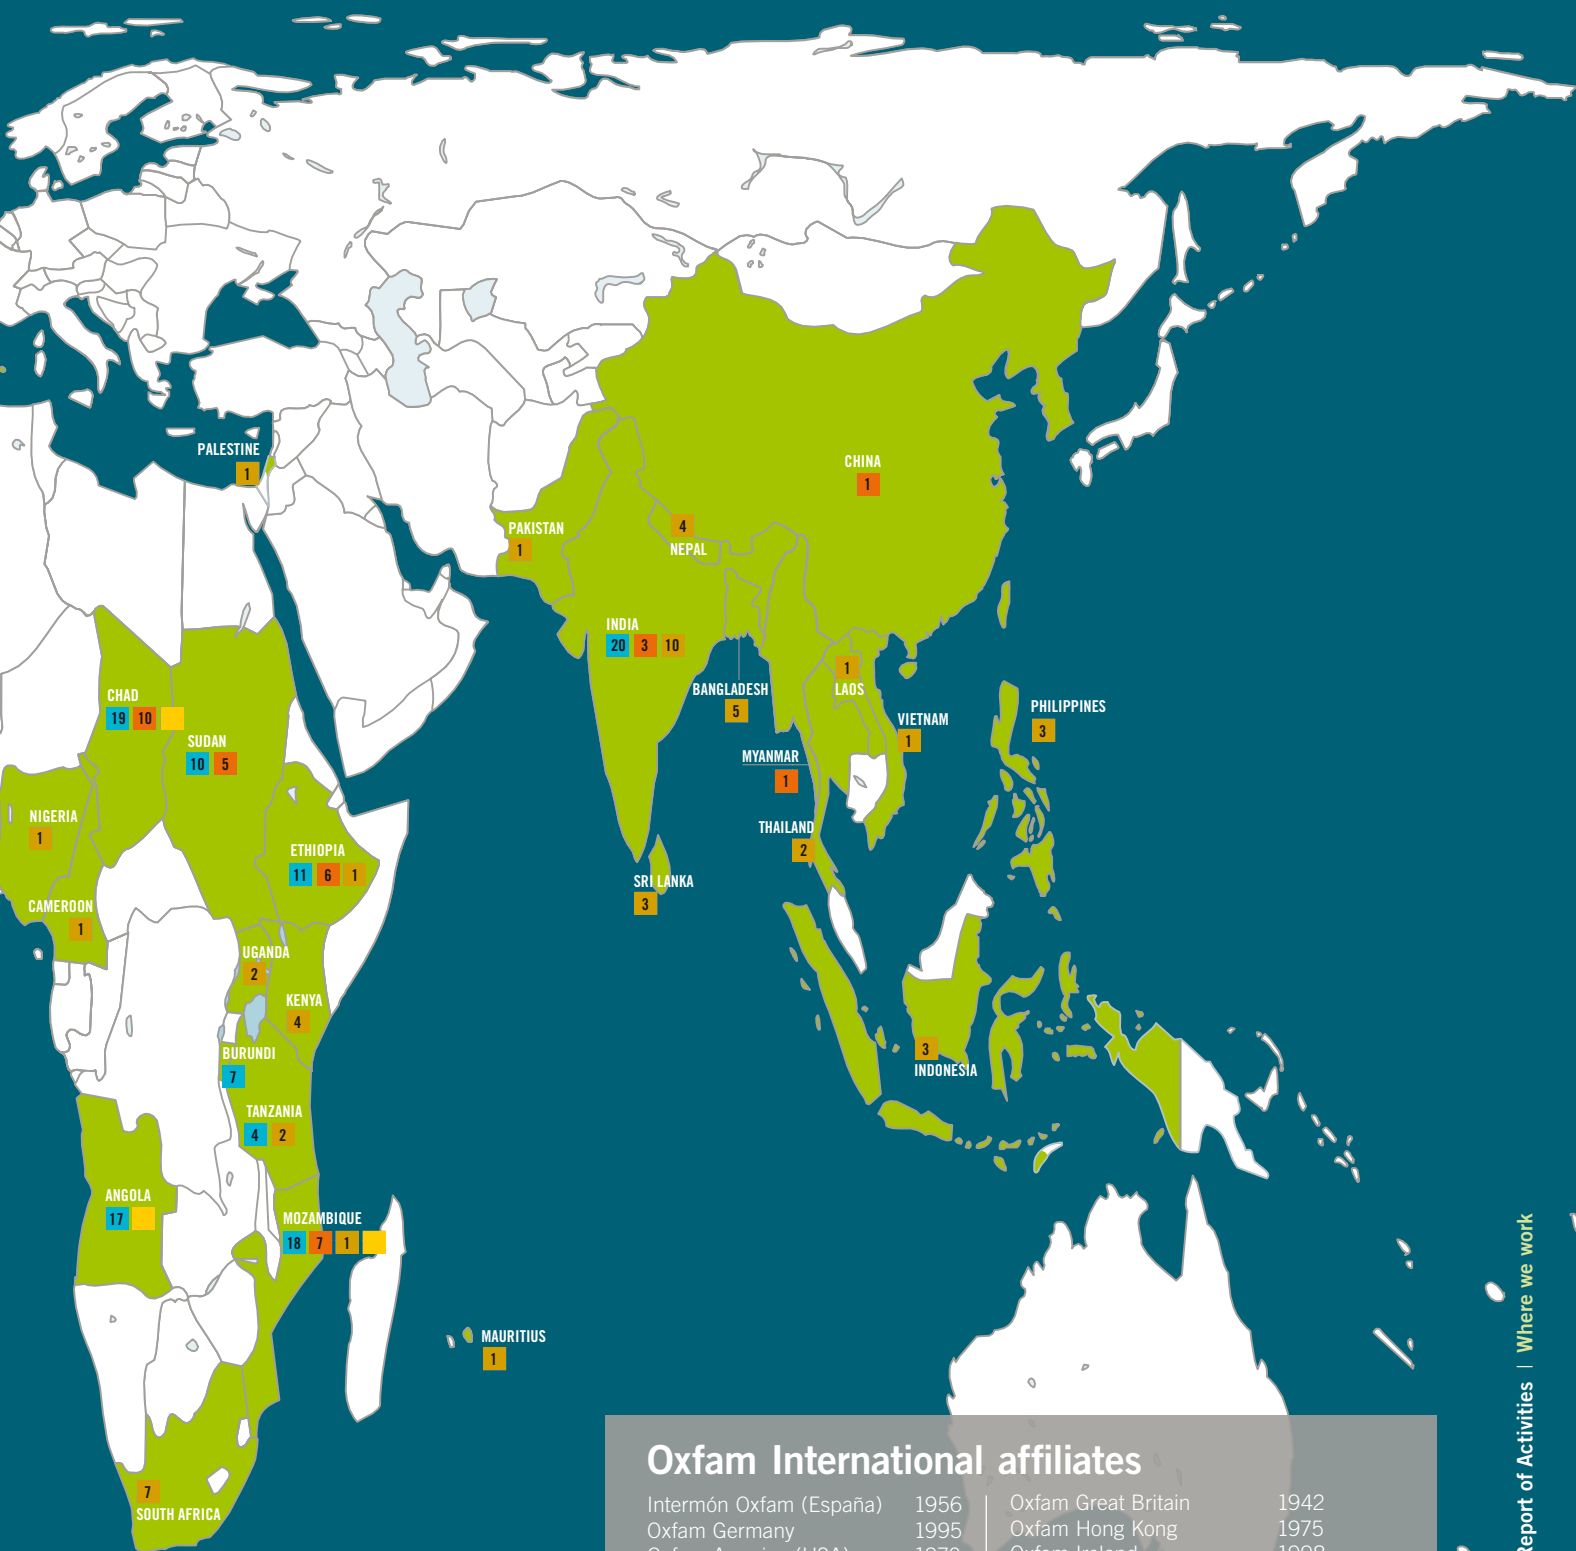 PALESTINE
1
CHINA
1
PAKISTAN
1
4
NEPAL
INDIA
20 3 10
BANGLADESH
5
1
LAOS
VIETNAM
1
PHILIPPINES
3
MYANMAR
1
THAILAND
2
SRI LANKA
3
CHAD
19 10
SUDAN
10 5
NIGERIA
1
ETHIOPIA
11 6 1
CAMEROON
1
UGANDA
2
KENYA
4
BURUNDI
7
TANZANIA
4 2
3
INDONESIA
ANGOLA
17
MOZAMBIQUE
18 7 1
MAURITIUS
1
7
SOUTH AFRICA
Oxfam International affiliates
Intermón Oxfam (España) 1956
Oxfam Germany 1995
Oxfam Great Britain 1942
Oxfam Hong Kong 1975
Report of Activities | Where we work